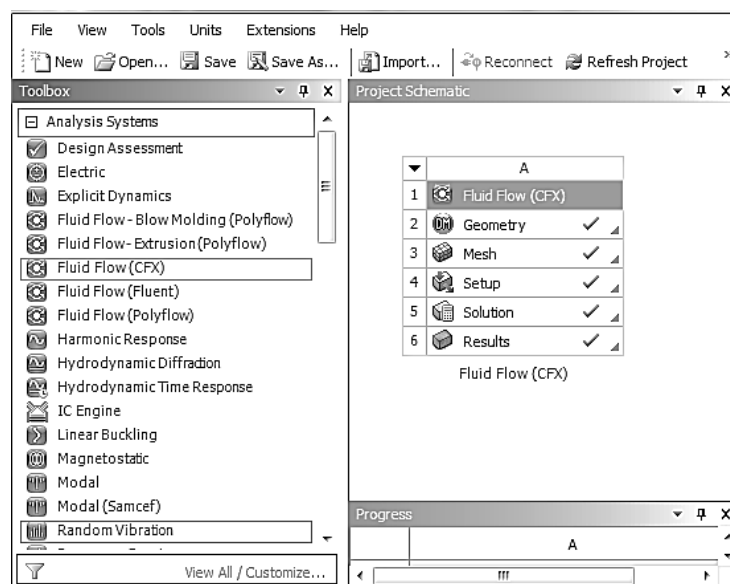 File View Tools Units Extensions Help
New Open... Save Save As... Import... Reconnect Refresh Project »
Toolbox
Analysis Systems
Design Assessment
Electric
Explicit Dynamics
Fluid Flow - Blow Molding (Polyflow)
Fluid Flow - Extrusion (Polyflow)
Fluid Flow (CFX)
Fluid Flow (Fluent)
Fluid Flow (Polyflow)
Harmonic Response
Hydrodynamic Diffraction
Hydrodynamic Time Response
IC Engine
Linear Buckling
Magnetostatic
Modal
Modal (Samcef)
Random Vibration
View All / Customize...
Project Schematic
A
1 Fluid Flow (CFX)
2 DM Geometry
3 Mesh
4 Setup
5 Solution
6 Results
Fluid Flow (CFX)
Progress
A